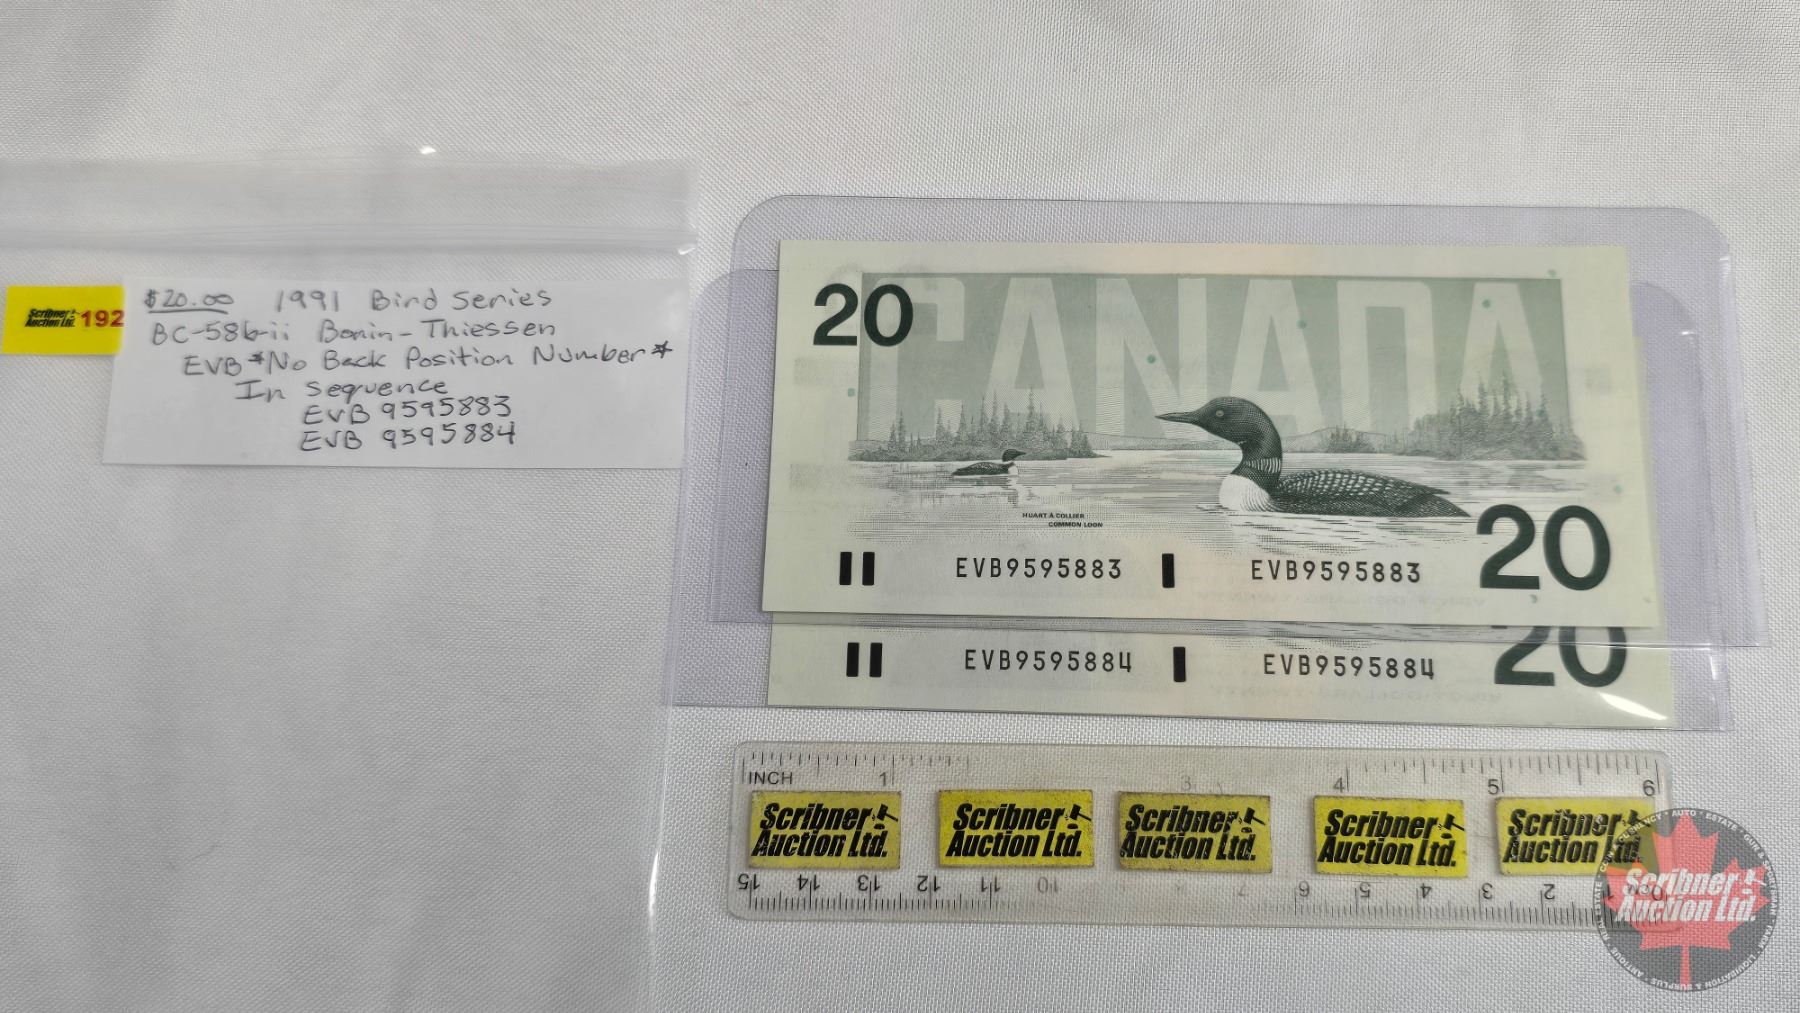 Scribner
Auction Ltd. 192
$20.00 1991 Bird Series
BC-58b-ii Bonin-Thiessen
EVB *No Back Position Number*
In Sequence
EVB 9595883
EVB 9595884
20
CANADA
HUART À COLLIER
COMMON LOON
20
EVB9595883 EVB9595883
20
EVB9595884 EVB9595884
INCH 1 3 4 5 6
Scribner Scribner Scribner Scribner Scribner
Auction Ltd. Auction Ltd. Auction Ltd. Auction Ltd. Auction Ltd.
15 14 13 12 11 10 7 6 5 4 3 2 1 0
Scribner
Auction Ltd.